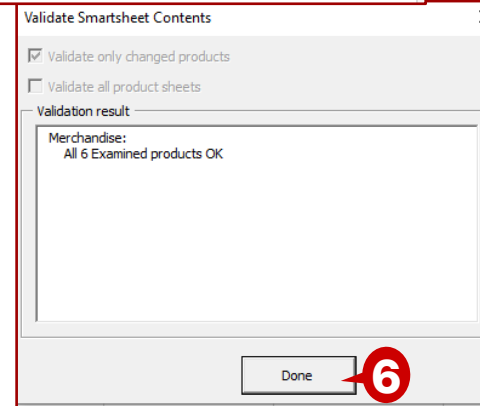 Validate Smartsheet Contents
Validate only changed products
Validate all product sheets
Validation result
Merchandise:
All 6 Examined products OK
Done
6